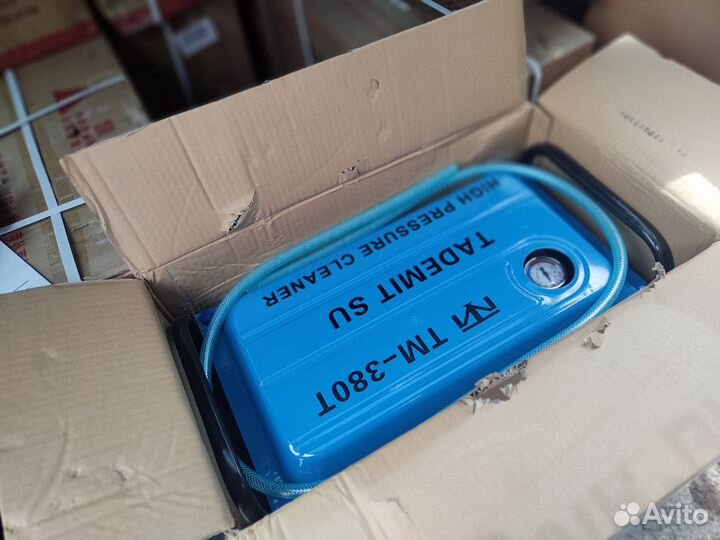 HIGH PRESSURE CLEANER
TADEMIT SU
TM-380T
Avito